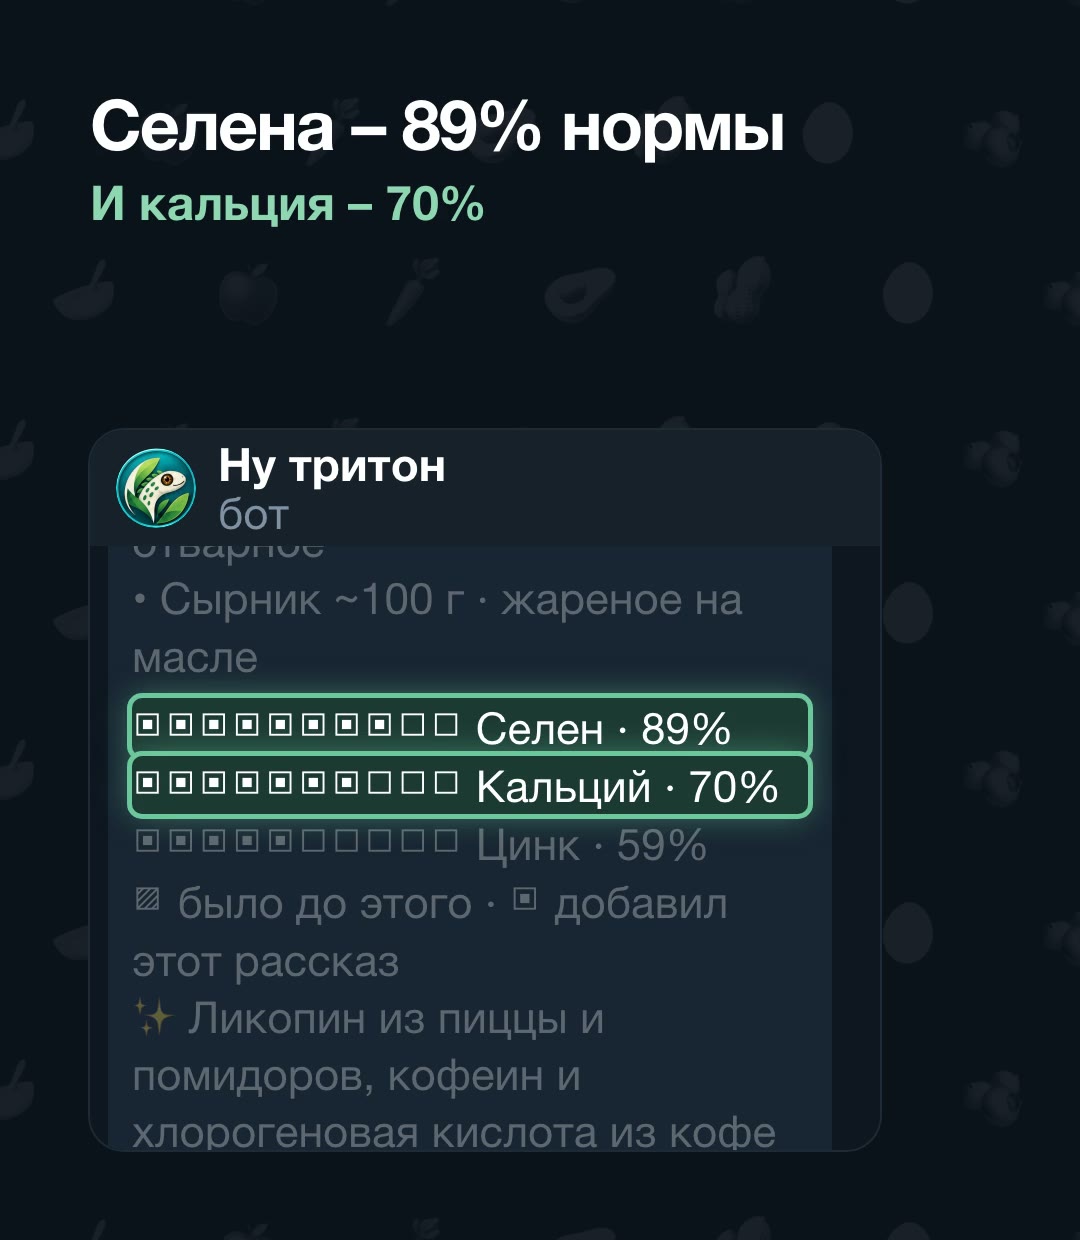 Селена – 89% нормы
И кальция – 70%
Ну тритон
бот
отварное
• Сырник ~100 г · жареное на
масле
▣▣▣▣▣▣▣▣□□ Селен · 89%
▣▣▣▣▣▣▣□□□ Кальций · 70%
▣▣▣▣▣□□□□□ Цинк · 59%
▨ было до этого · ▣ добавил
этот рассказ
✨ Ликопин из пиццы и
помидоров, кофеин и
хлорогеновая кислота из кофе